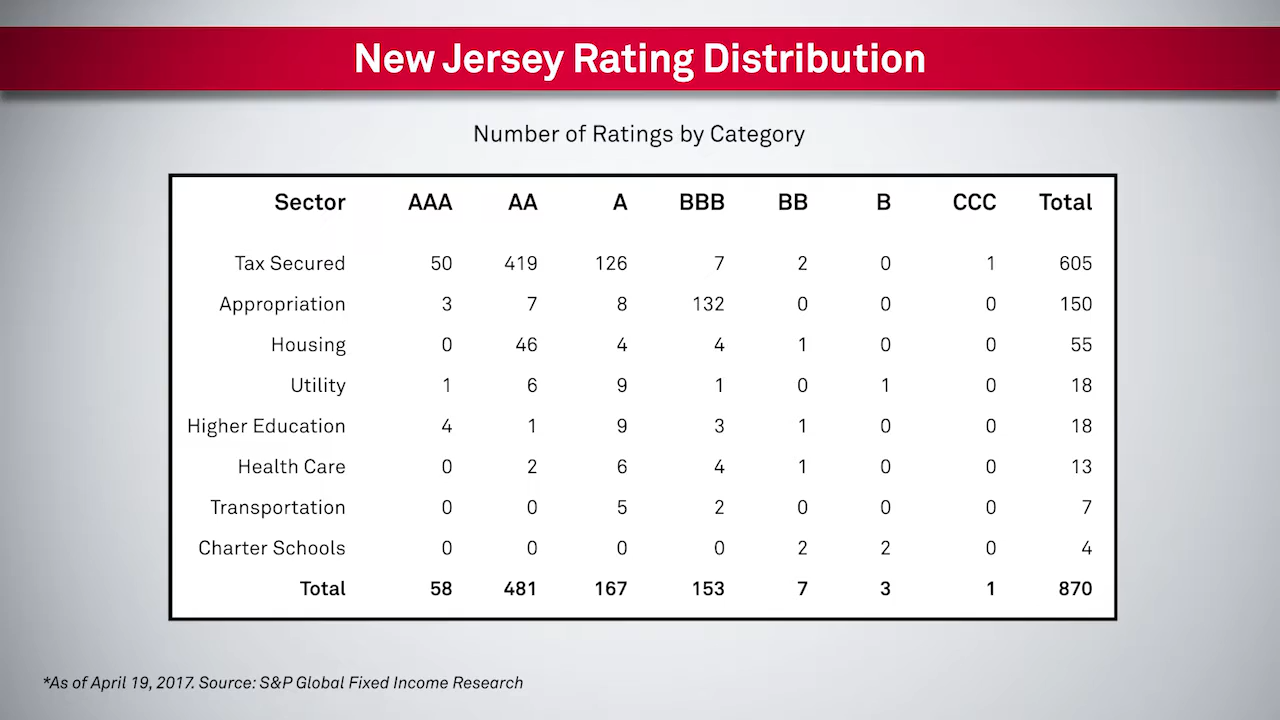 New Jersey Rating Distribution
Number of Ratings by Category
Sector AAA AA A BBB BB B CCC Total
Tax Secured 50 419 126 7 2 0 1 605
Appropriation 3 7 8 132 0 0 0 150
Housing 0 46 4 4 1 0 0 55
Utility 1 6 9 1 0 1 0 18
Higher Education 4 1 9 3 1 0 0 18
Health Care 0 2 6 4 1 0 0 13
Transportation 0 0 5 2 0 0 0 7
Charter Schools 0 0 0 0 2 2 0 4
Total 58 481 167 153 7 3 1 870
*As of April 19, 2017. Source: S&P Global Fixed Income Research